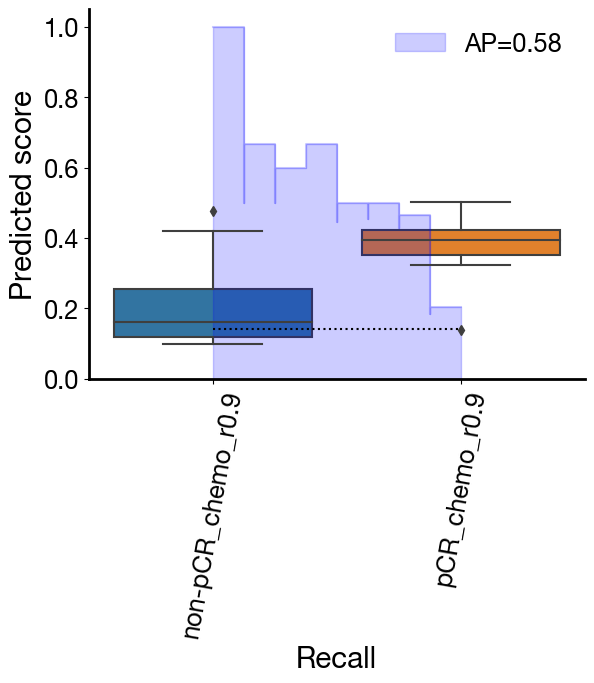 1.0
0.8
0.6
0.4
0.2
0.0
Predicted score
AP=0.58
non-pCR_chemo_r0.9
pCR_chemo_r0.9
Recall